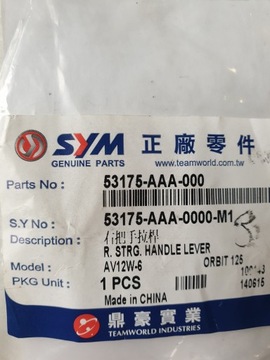 SYM 正廠零件
GENUINE PARTS www.teamworld.com.tw
Parts No : 53175-AAA-000
S.Y No : 53175-AAA-0000-M1
Description : 右把手拉桿
R. STRG. HANDLE LEVER
Model : AV12W-6 ORBIT 125
PKG Unit : 1 PCS
140615
Made in CHINA
鼎豪實業
TEAMWORLD INDUSTRIES